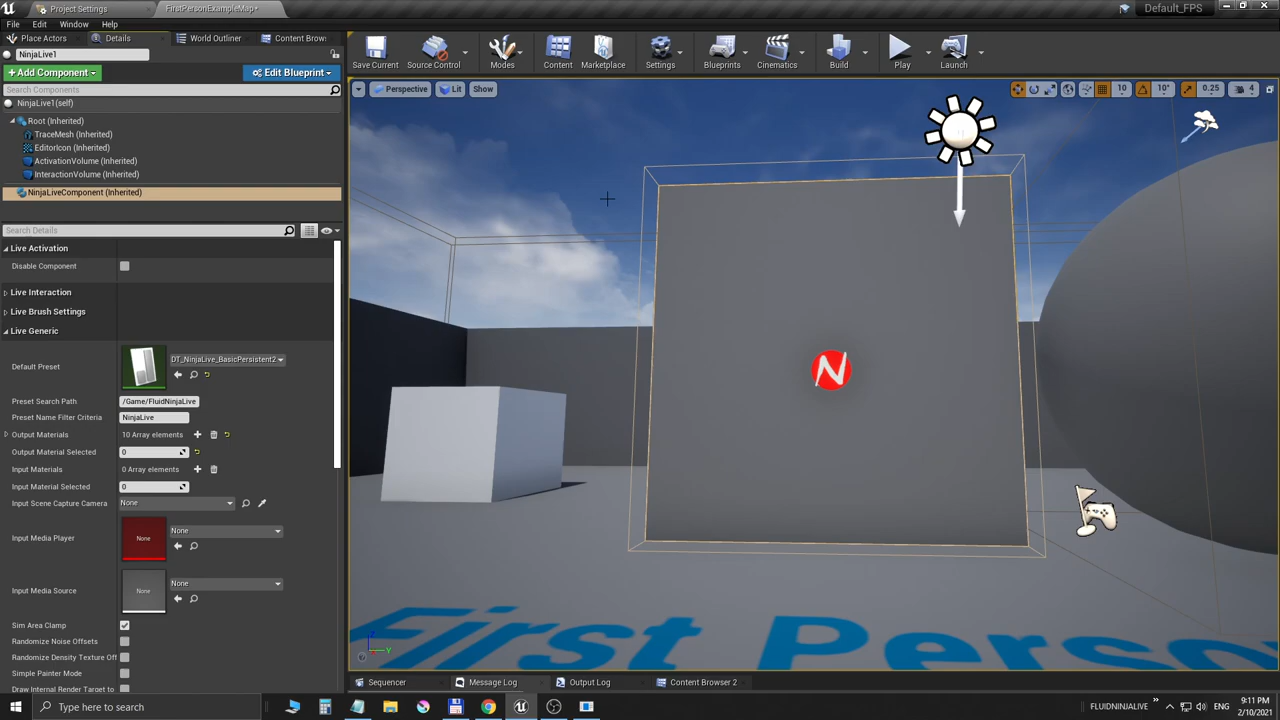 Project Settings
FirstPersonExampleMap*
Default_FPS
File Edit Window Help
Place Actors Details World Outliner Content Brow
NinjaLive1
+Add Component
Edit Blueprint
Search Components
NinjaLive1(self)
Root (Inherited)
TraceMesh (Inherited)
EditorIcon (Inherited)
ActivationVolume (Inherited)
InteractionVolume (Inherited)
NinjaLiveComponent (Inherited)
Search Details
Live Activation
Disable Component
Live Interaction
Live Brush Settings
Live Generic
Default Preset
DT_NinjaLive_BasicPersistent2
Preset Search Path /Game/FluidNinjaLive
Preset Name Filter Criteria NinjaLive
Output Materials 10 Array elements
Output Material Selected 0
Input Materials 0 Array elements
Input Material Selected 0
Input Scene Capture Camera None
Input Media Player None None
Input Media Source None None
Sim Area Clamp
Randomize Noise Offsets
Randomize Density Texture Off
Simple Painter Mode
Draw Internal Render Target to
Save Current Source Control Modes Content Marketplace Settings Blueprints Cinematics Build Play Launch
Perspective Lit Show
10 10° 0.25 4
N
First Perso
Z Y
Sequencer Message Log Output Log Content Browser 2
Type here to search
FLUIDNINJALIVE
ENG
9:11 PM
2/10/2021